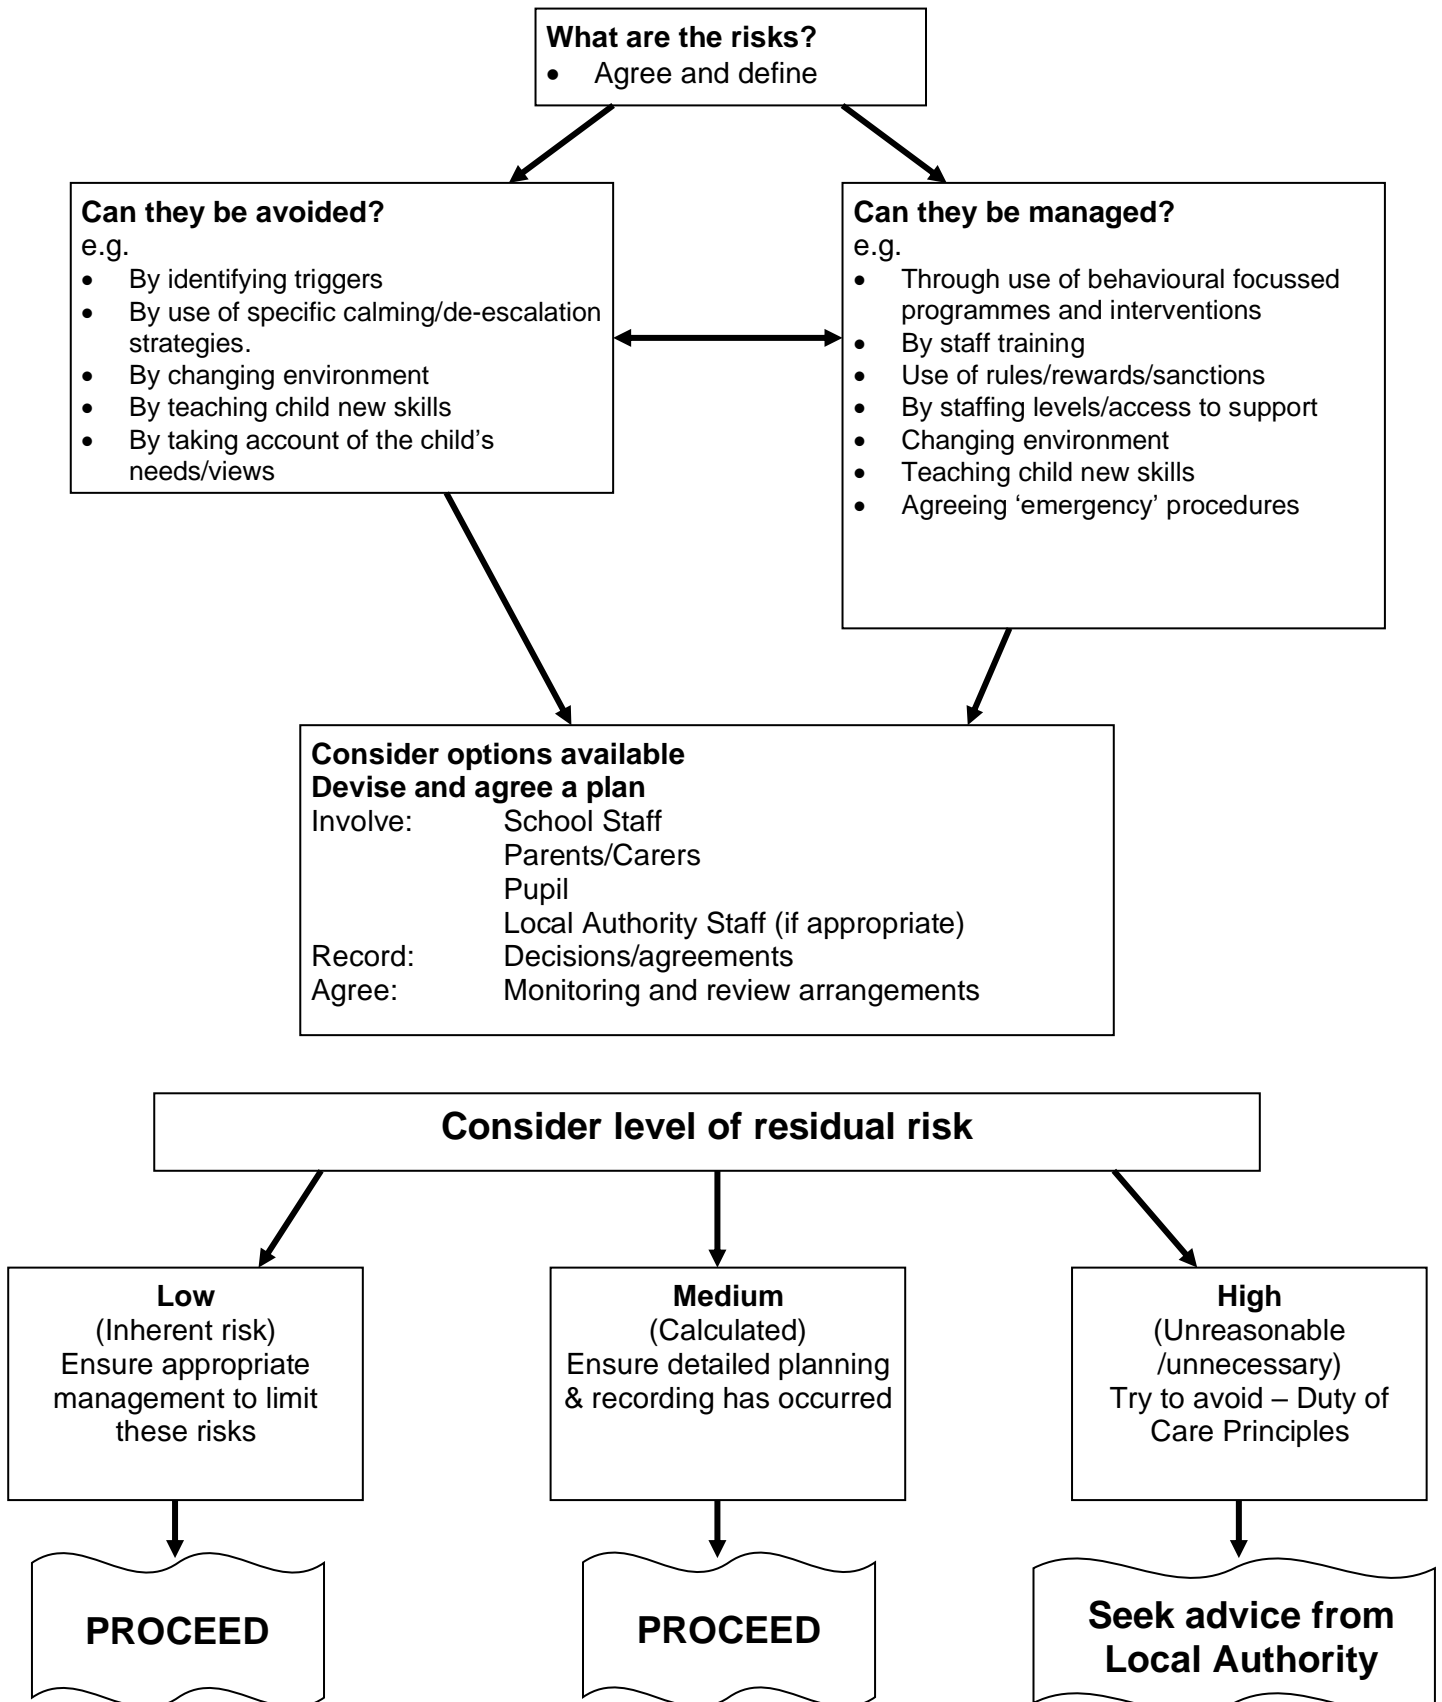 What are the risks?
• Agree and define
Can they be avoided?
e.g.
• By identifying triggers
• By use of specific calming/de-escalation
strategies.
• By changing environment
• By teaching child new skills
• By taking account of the child's
needs/views
Can they be managed?
e.g.
• Through use of behavioural focussed
programmes and interventions
• By staff training
• Use of rules/rewards/sanctions
• By staffing levels/access to support
• Changing environment
• Teaching child new skills
• Agreeing ‘emergency’ procedures
Consider options available
Devise and agree a plan
Involve: School Staff
Parents/Carers
Pupil
Local Authority Staff (if appropriate)
Record: Decisions/agreements
Agree: Monitoring and review arrangements
Consider level of residual risk
Low
(Inherent risk)
Ensure appropriate
management to limit
these risks
Medium
(Calculated)
Ensure detailed planning
& recording has occurred
High
(Unreasonable
/unnecessary)
Try to avoid – Duty of
Care Principles
PROCEED
PROCEED
Seek advice from
Local Authority